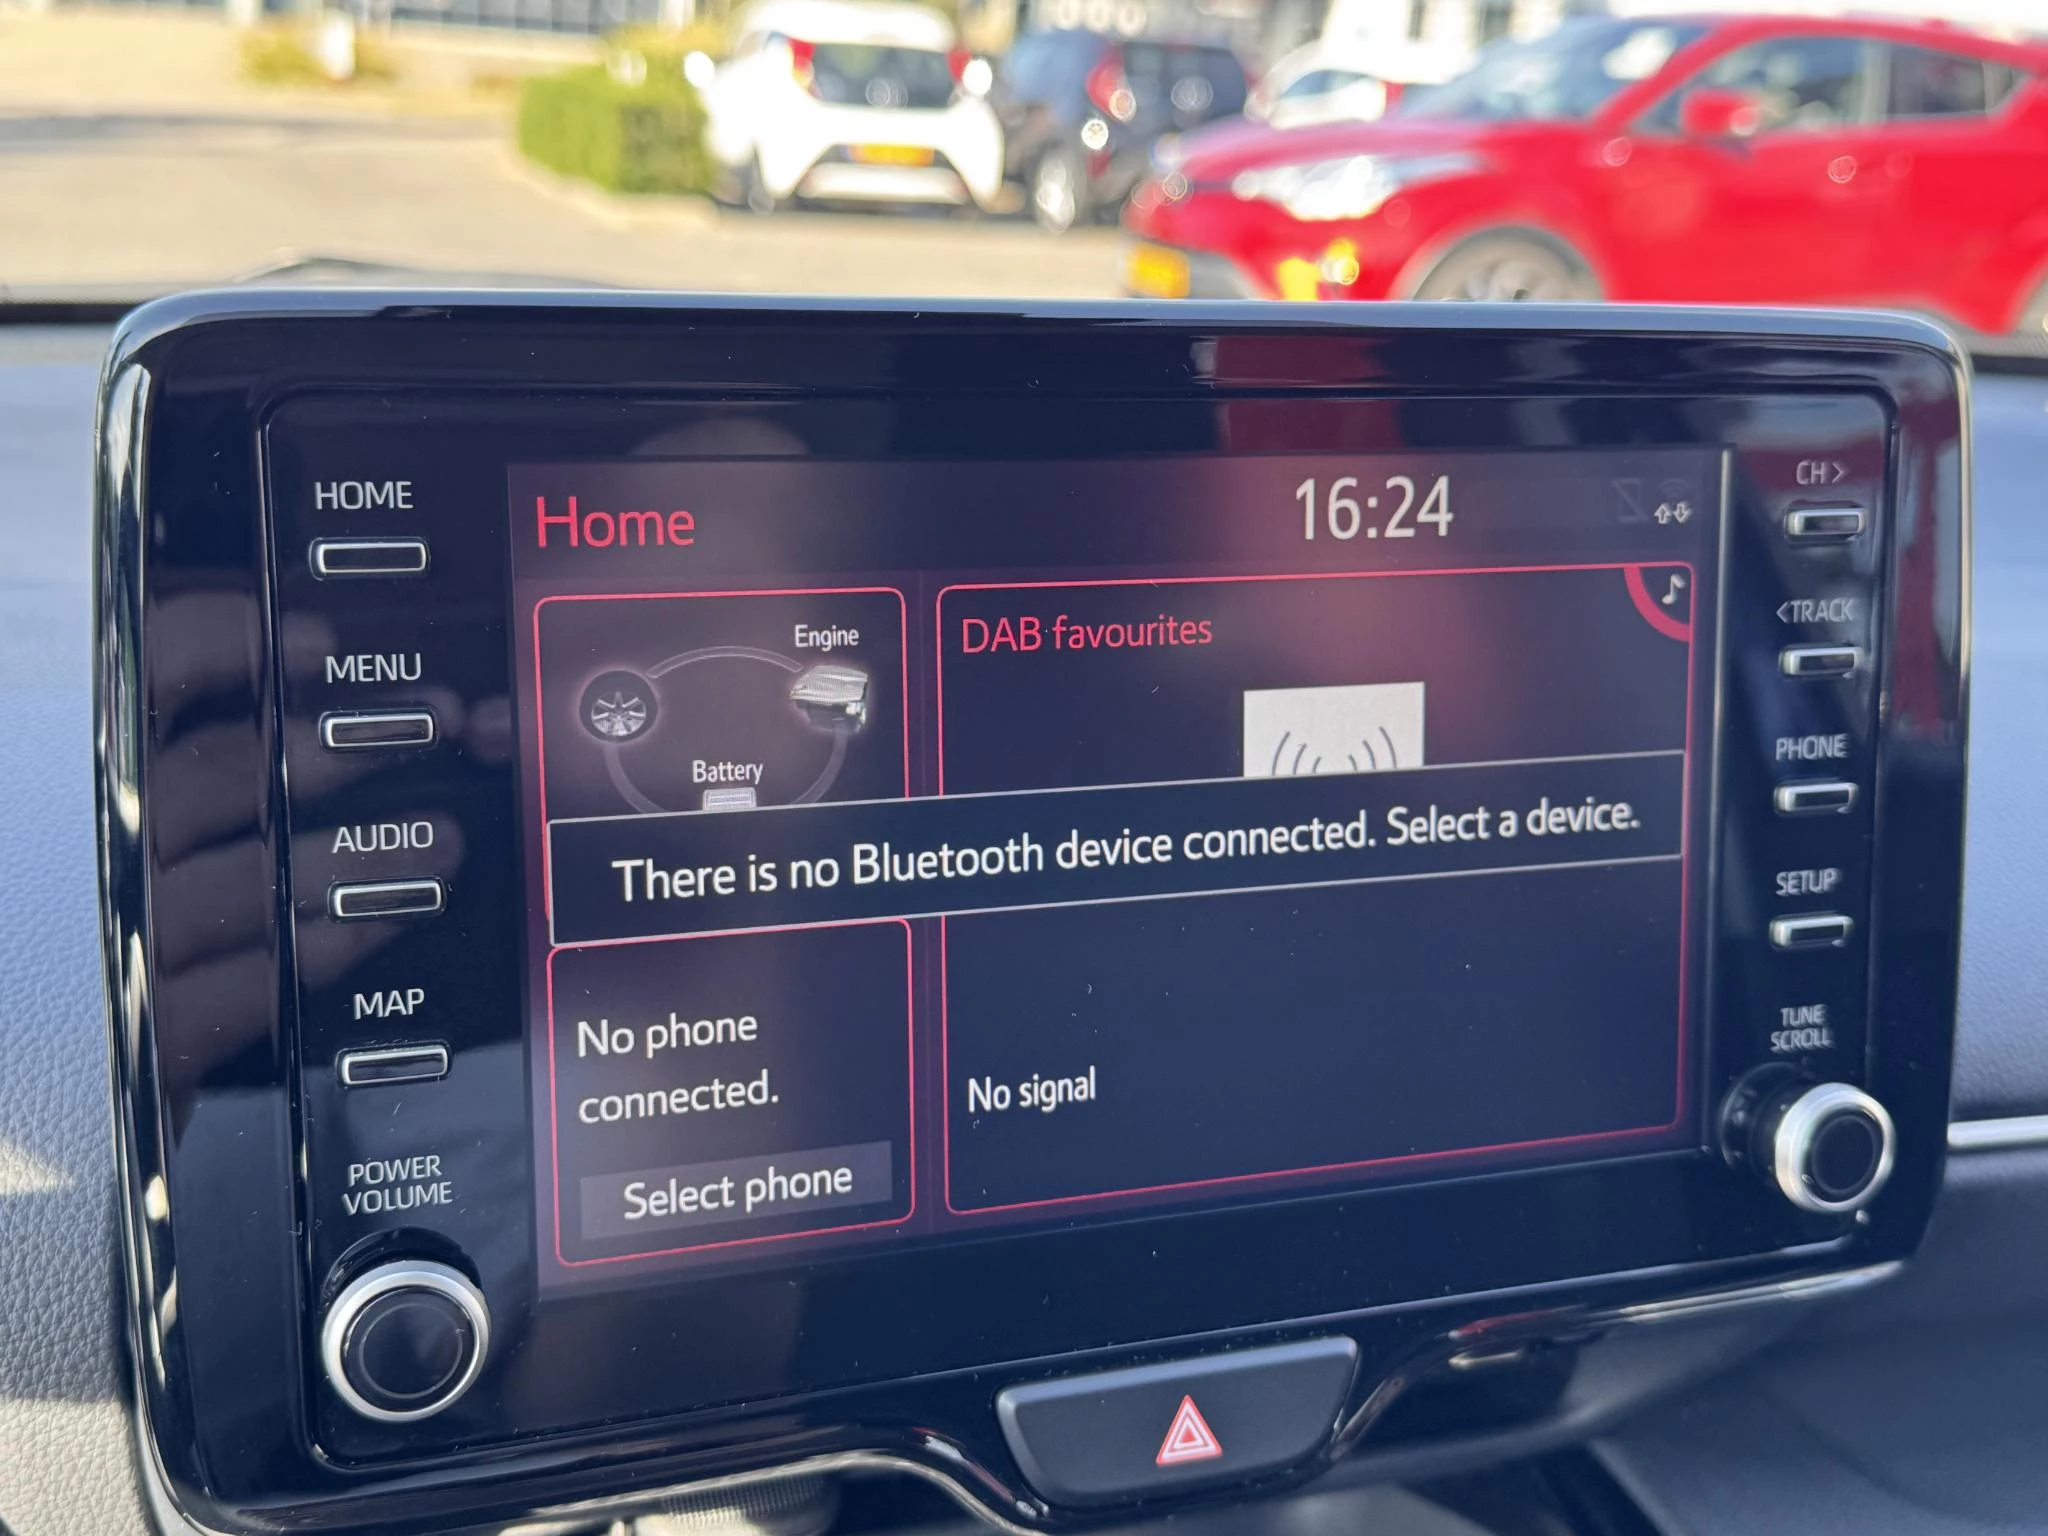 HOME
MENU
AUDIO
MAP
POWER
VOLUME
Home
16:24
Engine
Battery
DAB favourites
There is no Bluetooth device connected. Select a device.
No phone
connected.
Select phone
No signal
CH >
<TRACK
PHONE
SETUP
TUNE
SCROLL